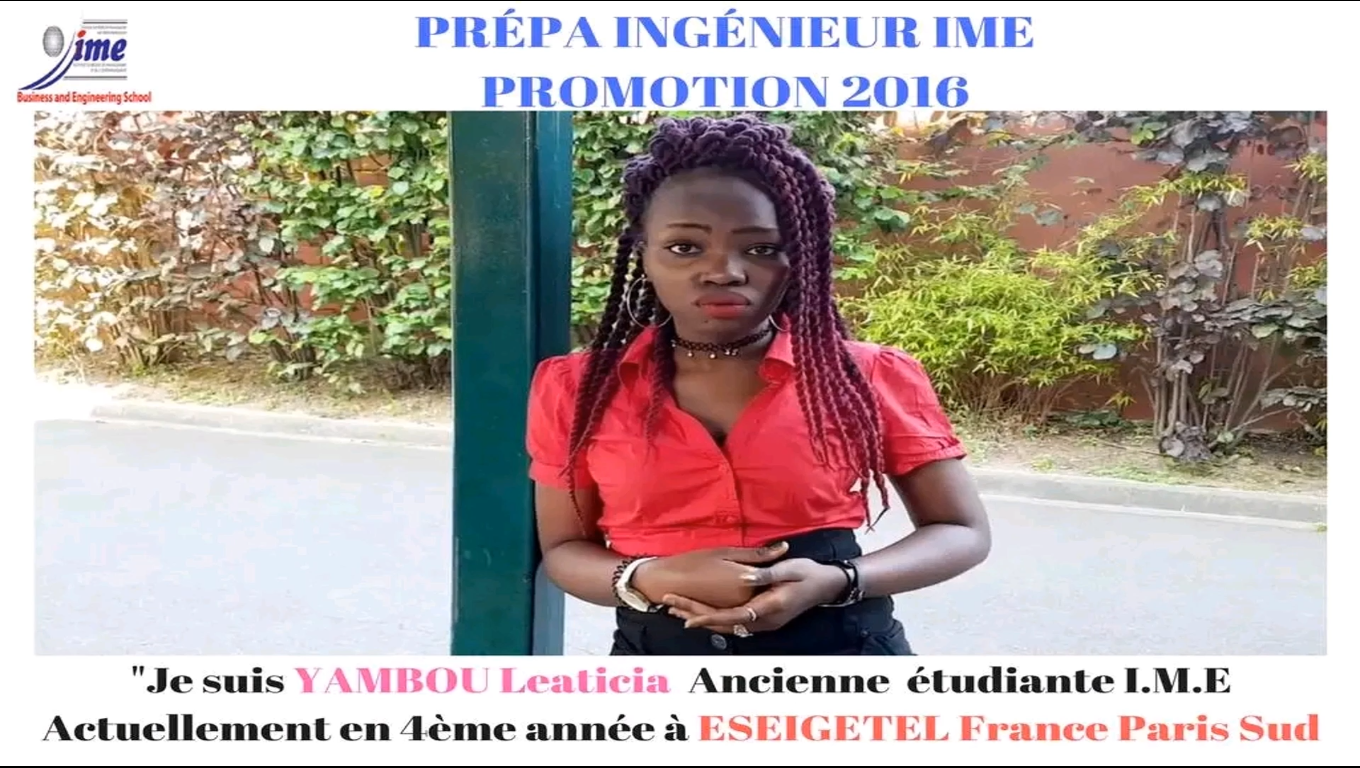 ime
Business and Engineering School
PRÉPA INGÉNIEUR IME
PROMOTION 2016
"Je suis YAMBOU Leaticia Ancienne étudiante I.M.E
Actuellement en 4ème année à ESEIGETEL France Paris Sud